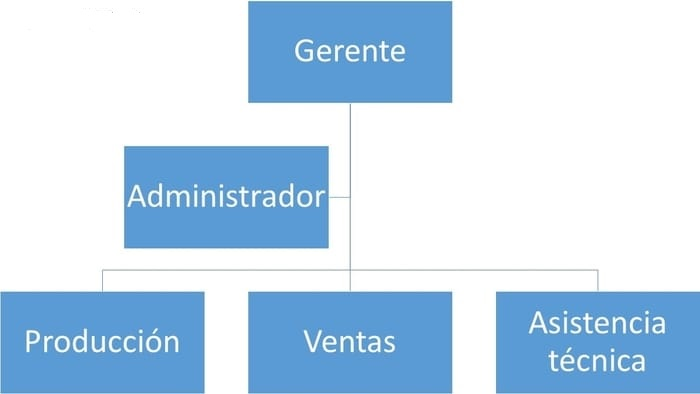 Gerente
Administrador
Producción
Ventas
Asistencia
técnica